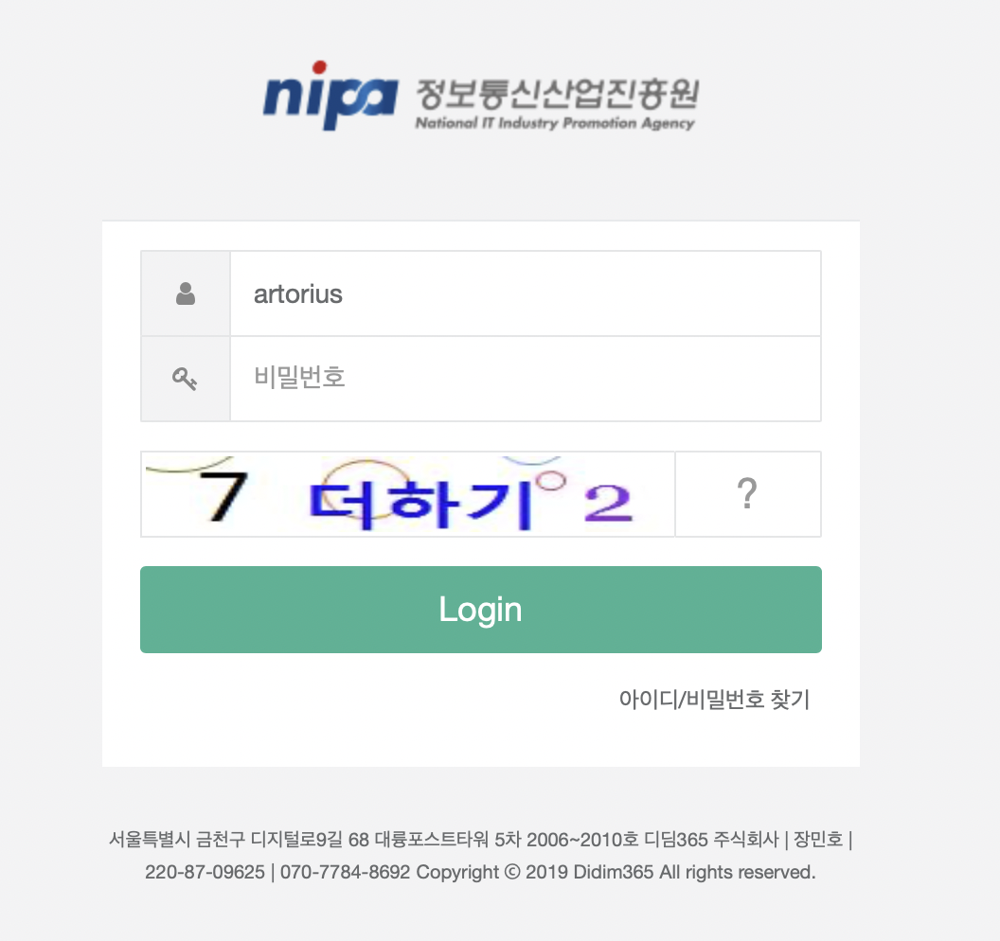 nipa 정보통신산업진흥원
National IT Industry Promotion Agency
artorius
비밀번호
7 더하기 2 ?
Login
아이디/비밀번호 찾기
서울특별시 금천구 디지털로9길 68 대륭포스트타워 5차 2006~2010호 디딤365 주식회사 | 장민호 |
220-87-09625 | 070-7784-8692 Copyright ⓒ 2019 Didim365 All rights reserved.